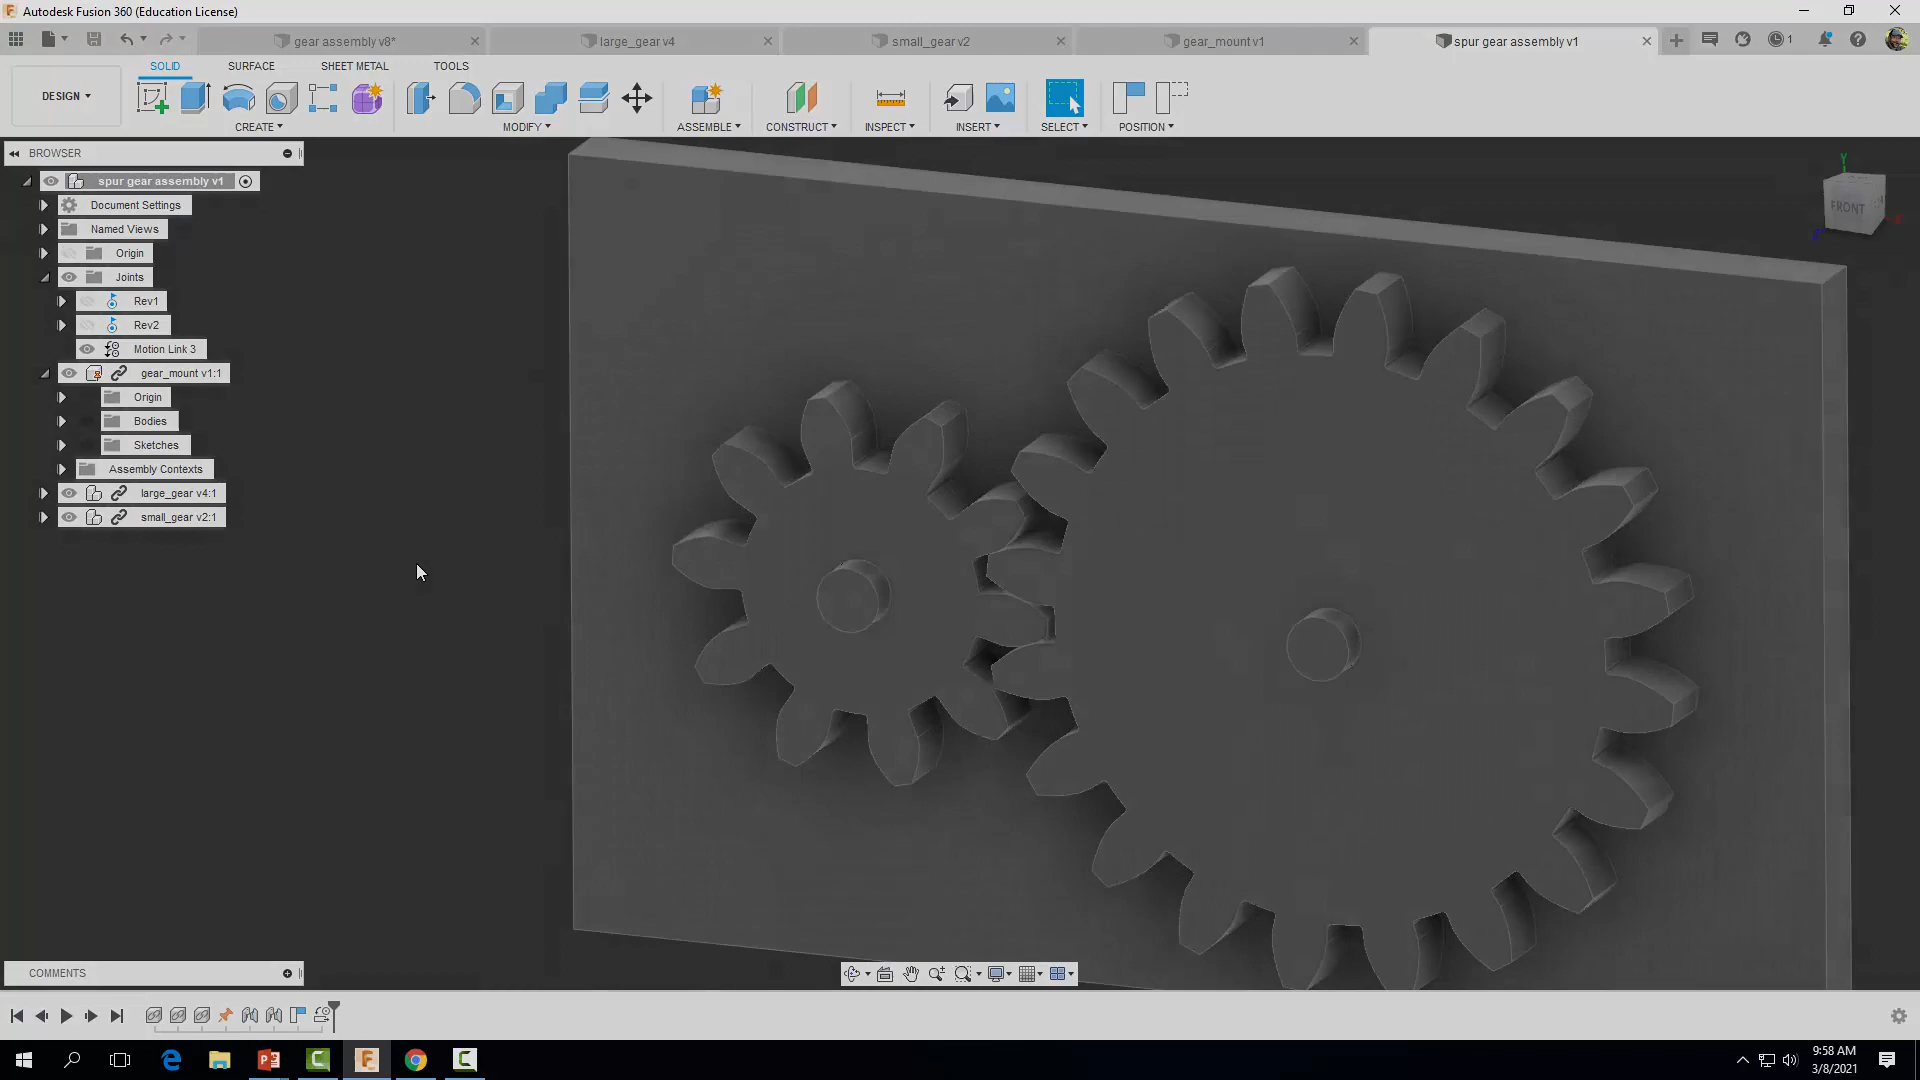 Autodesk Fusion 360 (Education License)
gear assembly v8*
large_gear v4
small_gear v2
gear_mount v1
spur gear assembly v1
1
SOLID
SURFACE
SHEET METAL
TOOLS
DESIGN
CREATE
MODIFY
ASSEMBLE
CONSTRUCT
INSPECT
INSERT
SELECT
POSITION
BROWSER
spur gear assembly v1
Document Settings
Named Views
Origin
Joints
Rev1
Rev2
Motion Link 3
gear_mount v1:1
Origin
Bodies
Sketches
Assembly Contexts
large_gear v4:1
small_gear v2:1
Y
FRONT
X
Z
COMMENTS
9:58 AM
3/8/2021